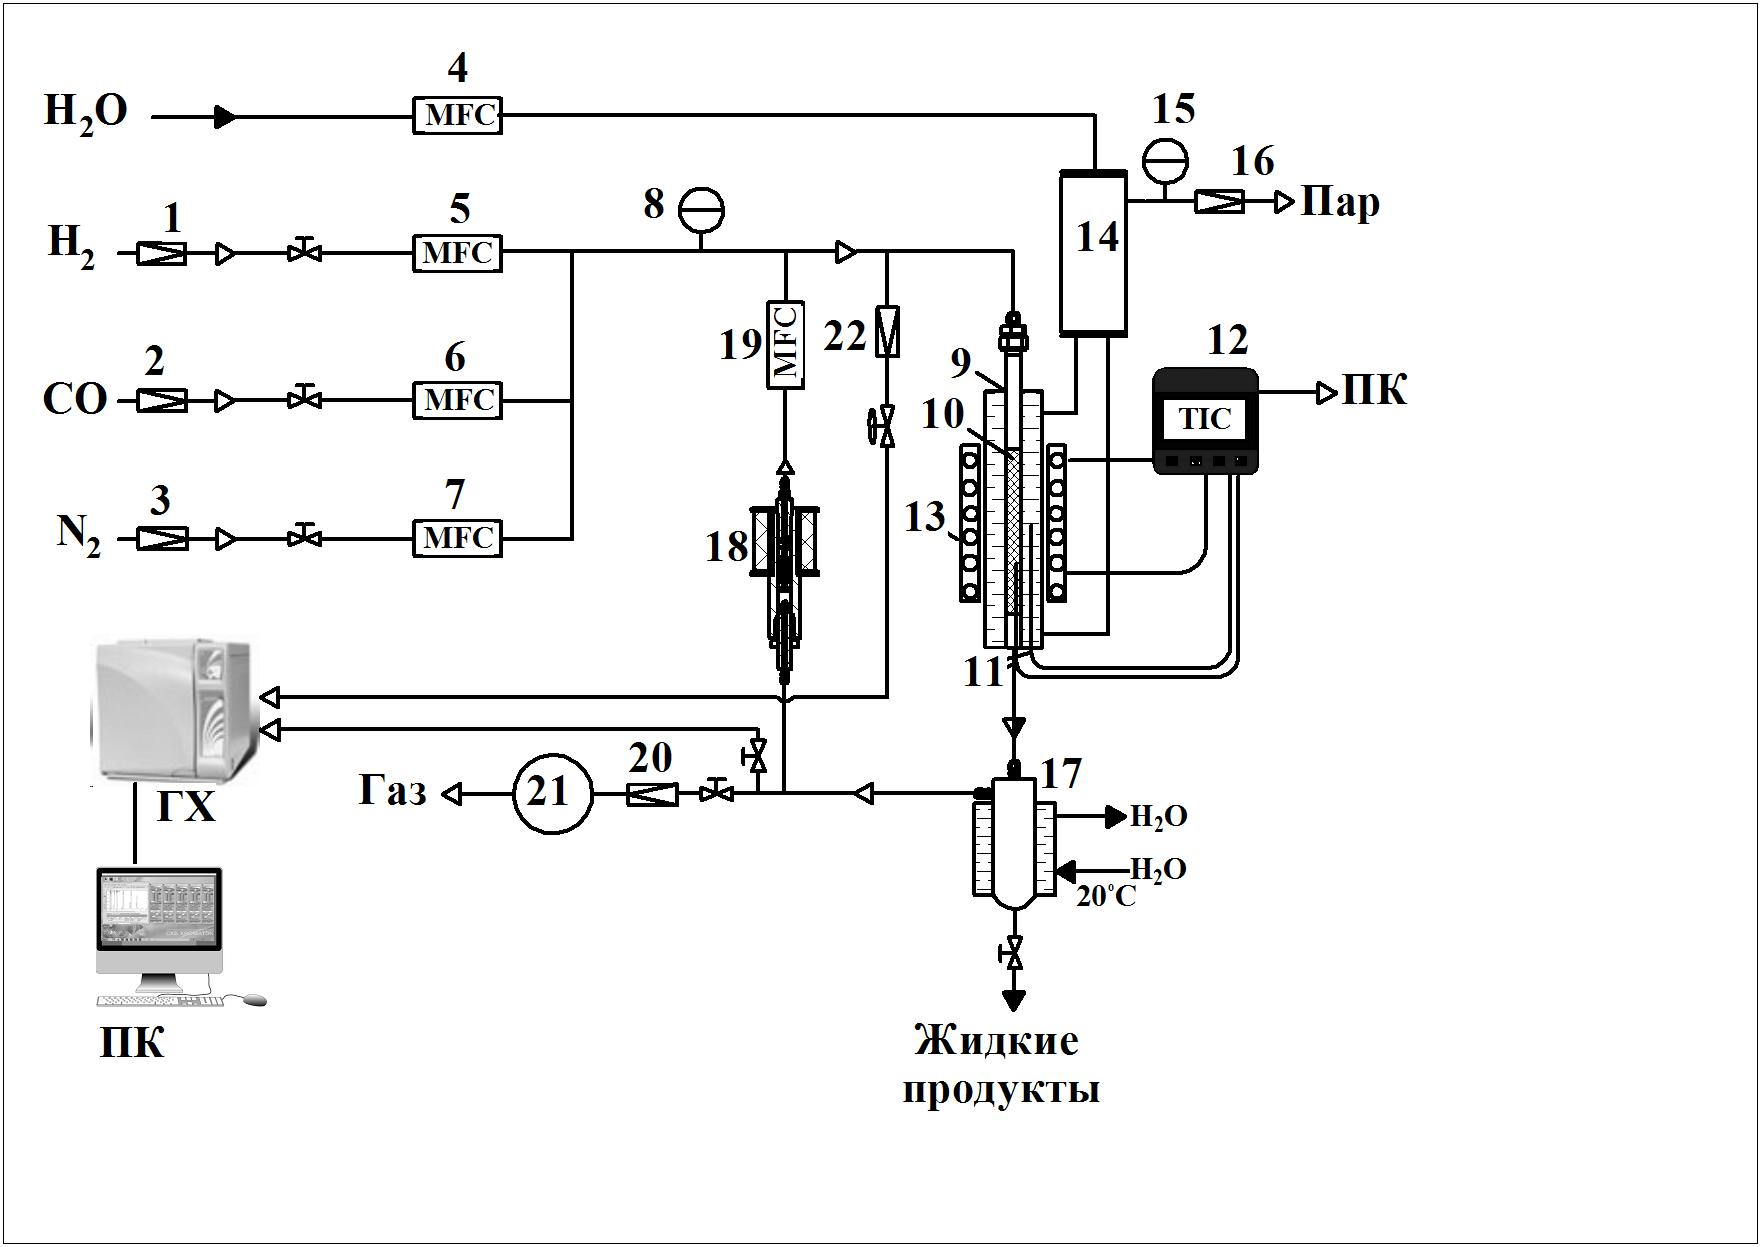 4
H₂O
MFC
15
16
Пар
1
5
8
H₂
MFC
14
19
MFC
22
12
2
6
9
CO
MFC
10
TIC
ПК
3
7
13
18
N₂
MFC
11
ГХ
20
17
Газ
21
H₂O
H₂O
20°C
ПК
Жидкие
продукты